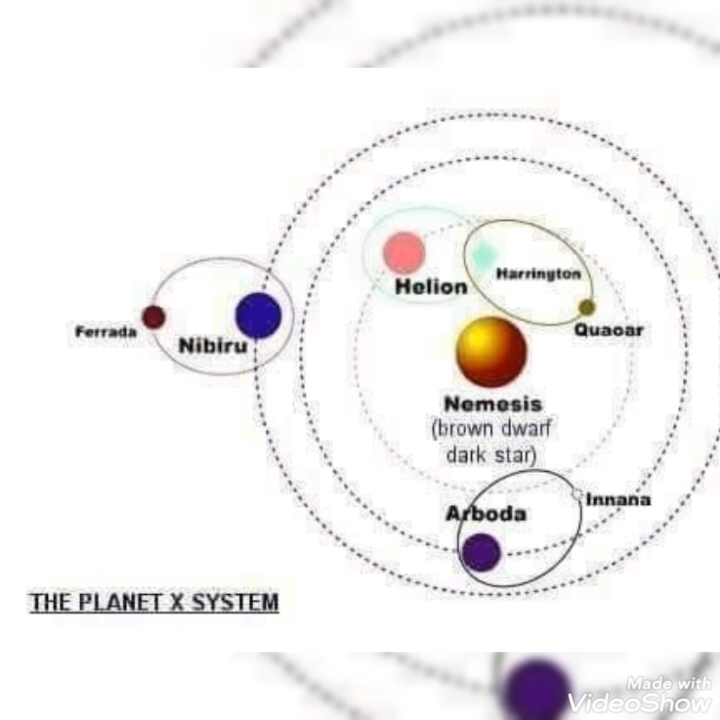 Helion
Harrington
Quaoar
Ferrada
Nibiru
Nemesis
(brown dwarf
dark star)
Innana
Arboda
THE PLANET X SYSTEM
Made with
VideoShow